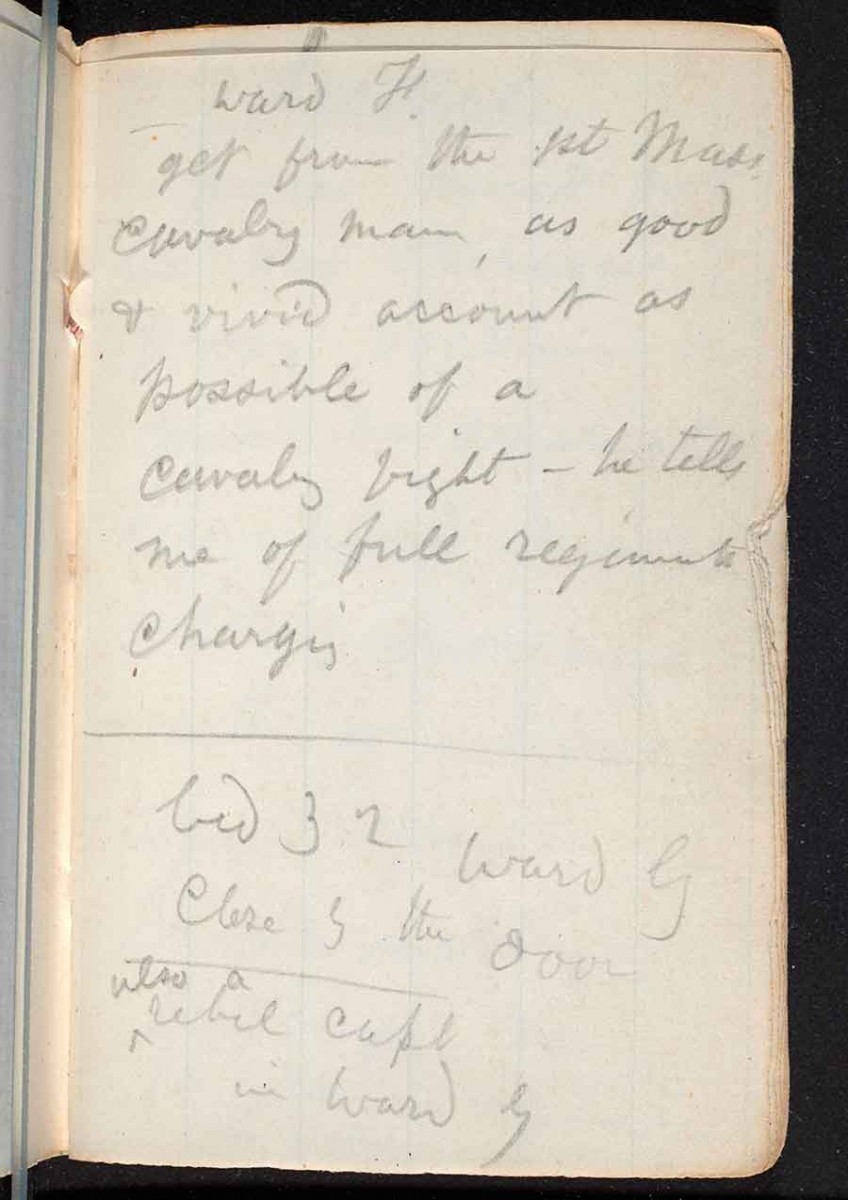 ward H
get from the 1st Mass.
Cavalry man, as good
& vivid account as
possible of a
cavalry fight – he tells
me of full regiments
charging
bed 32 ward G
Close by the door
also a
^rebel capt
in ward G